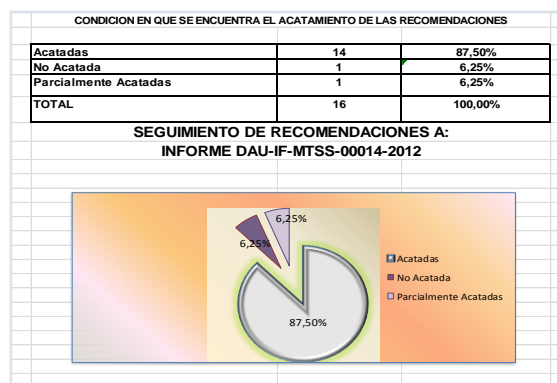 CONDICION EN QUE SE ENCUENTRA EL ACATAMIENTO DE LAS RECOMENDACIONES
Acatadas 14 87,50%
No Acatada 1 6,25%
Parcialmente Acatadas 1 6,25%
TOTAL 16 100,00%
SEGUIMIENTO DE RECOMENDACIONES A:
INFORME DAU-IF-MTSS-00014-2012
6,25%
6,25%
87,50%
Acatadas
No Acatada
Parcialmente Acatadas